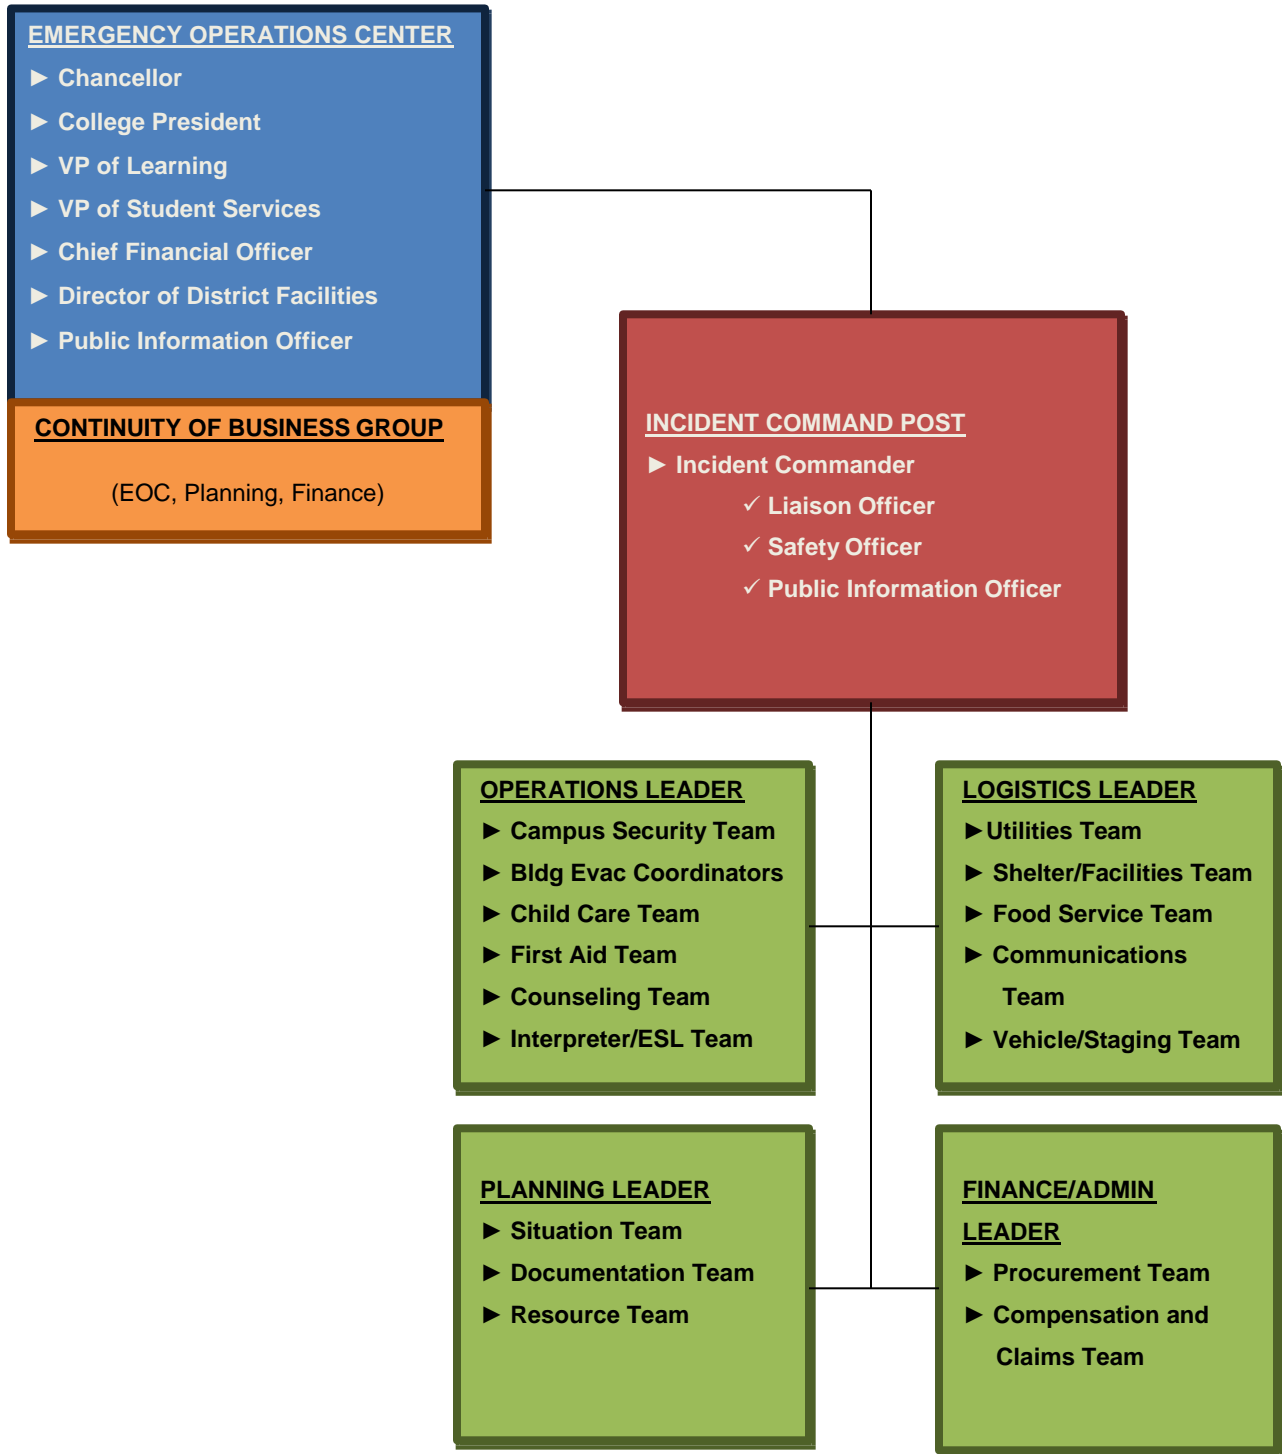 EMERGENCY OPERATIONS CENTER
► Chancellor
► College President
► VP of Learning
► VP of Student Services
► Chief Financial Officer
► Director of District Facilities
► Public Information Officer
CONTINUITY OF BUSINESS GROUP
(EOC, Planning, Finance)
INCIDENT COMMAND POST
► Incident Commander
✓ Liaison Officer
✓ Safety Officer
✓ Public Information Officer
OPERATIONS LEADER
► Campus Security Team
► Bldg Evac Coordinators
► Child Care Team
► First Aid Team
► Counseling Team
► Interpreter/ESL Team
LOGISTICS LEADER
►Utilities Team
► Shelter/Facilities Team
► Food Service Team
► Communications
Team
► Vehicle/Staging Team
PLANNING LEADER
► Situation Team
► Documentation Team
► Resource Team
FINANCE/ADMIN
LEADER
► Procurement Team
► Compensation and
Claims Team